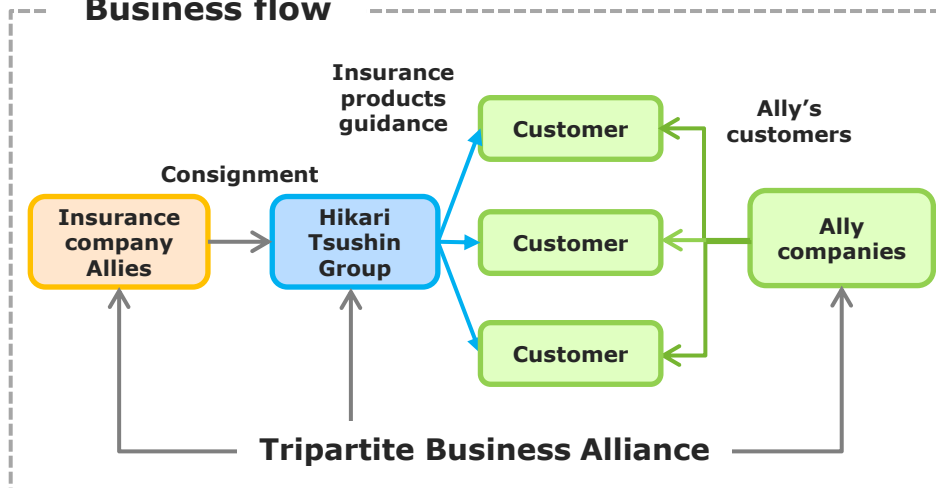 Business flow
Insurance
products
guidance
Customer
Ally's
customers
Consignment
Insurance
company
Allies
Hikari
Tsushin
Group
Customer
Ally
companies
Customer
Tripartite Business Alliance